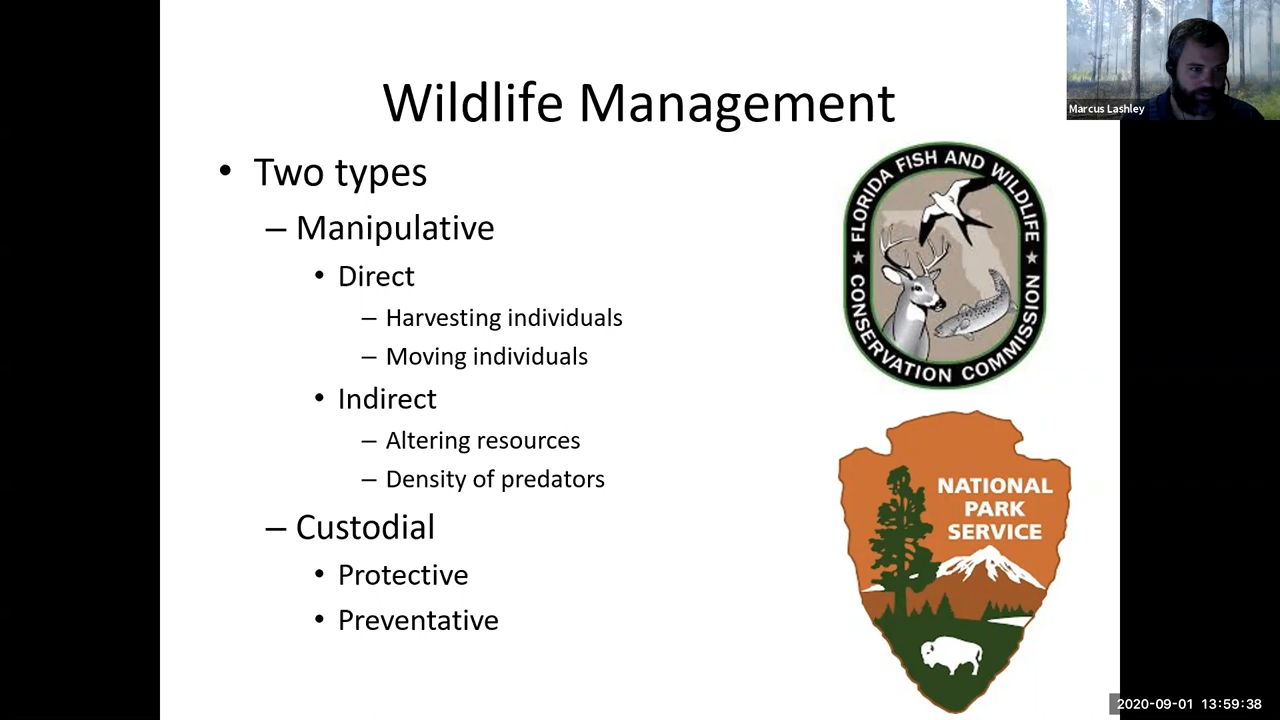 Wildlife Management
• Two types
– Manipulative
• Direct
– Harvesting individuals
– Moving individuals
• Indirect
– Altering resources
– Density of predators
– Custodial
• Protective
• Preventative
FLORIDA FISH AND WILDLIFE
CONSERVATION COMMISSION
NATIONAL
PARK
SERVICE
Marcus Lashley
2020-09-01 13:59:38